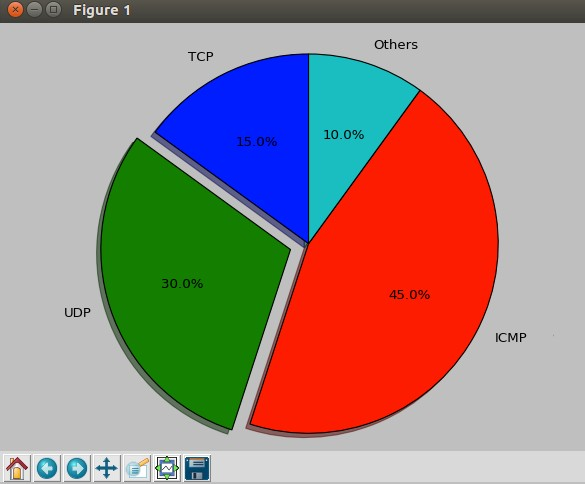 Figure 1
Others
TCP
10.0%
15.0%
30.0%
45.0%
UDP
ICMP